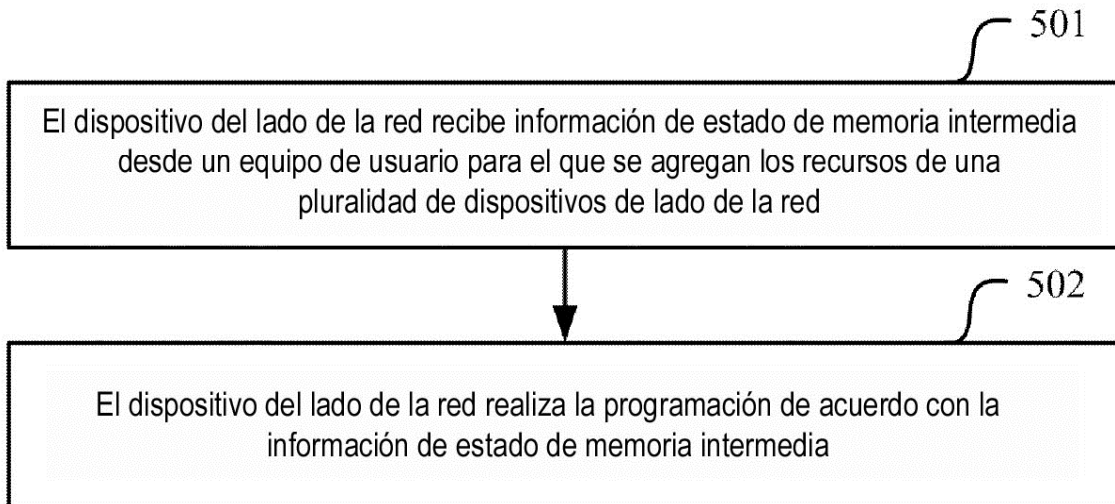 501
El dispositivo del lado de la red recibe información de estado de memoria intermedia
desde un equipo de usuario para el que se agregan los recursos de una
pluralidad de dispositivos de lado de la red
502
El dispositivo del lado de la red realiza la programación de acuerdo con la
información de estado de memoria intermedia